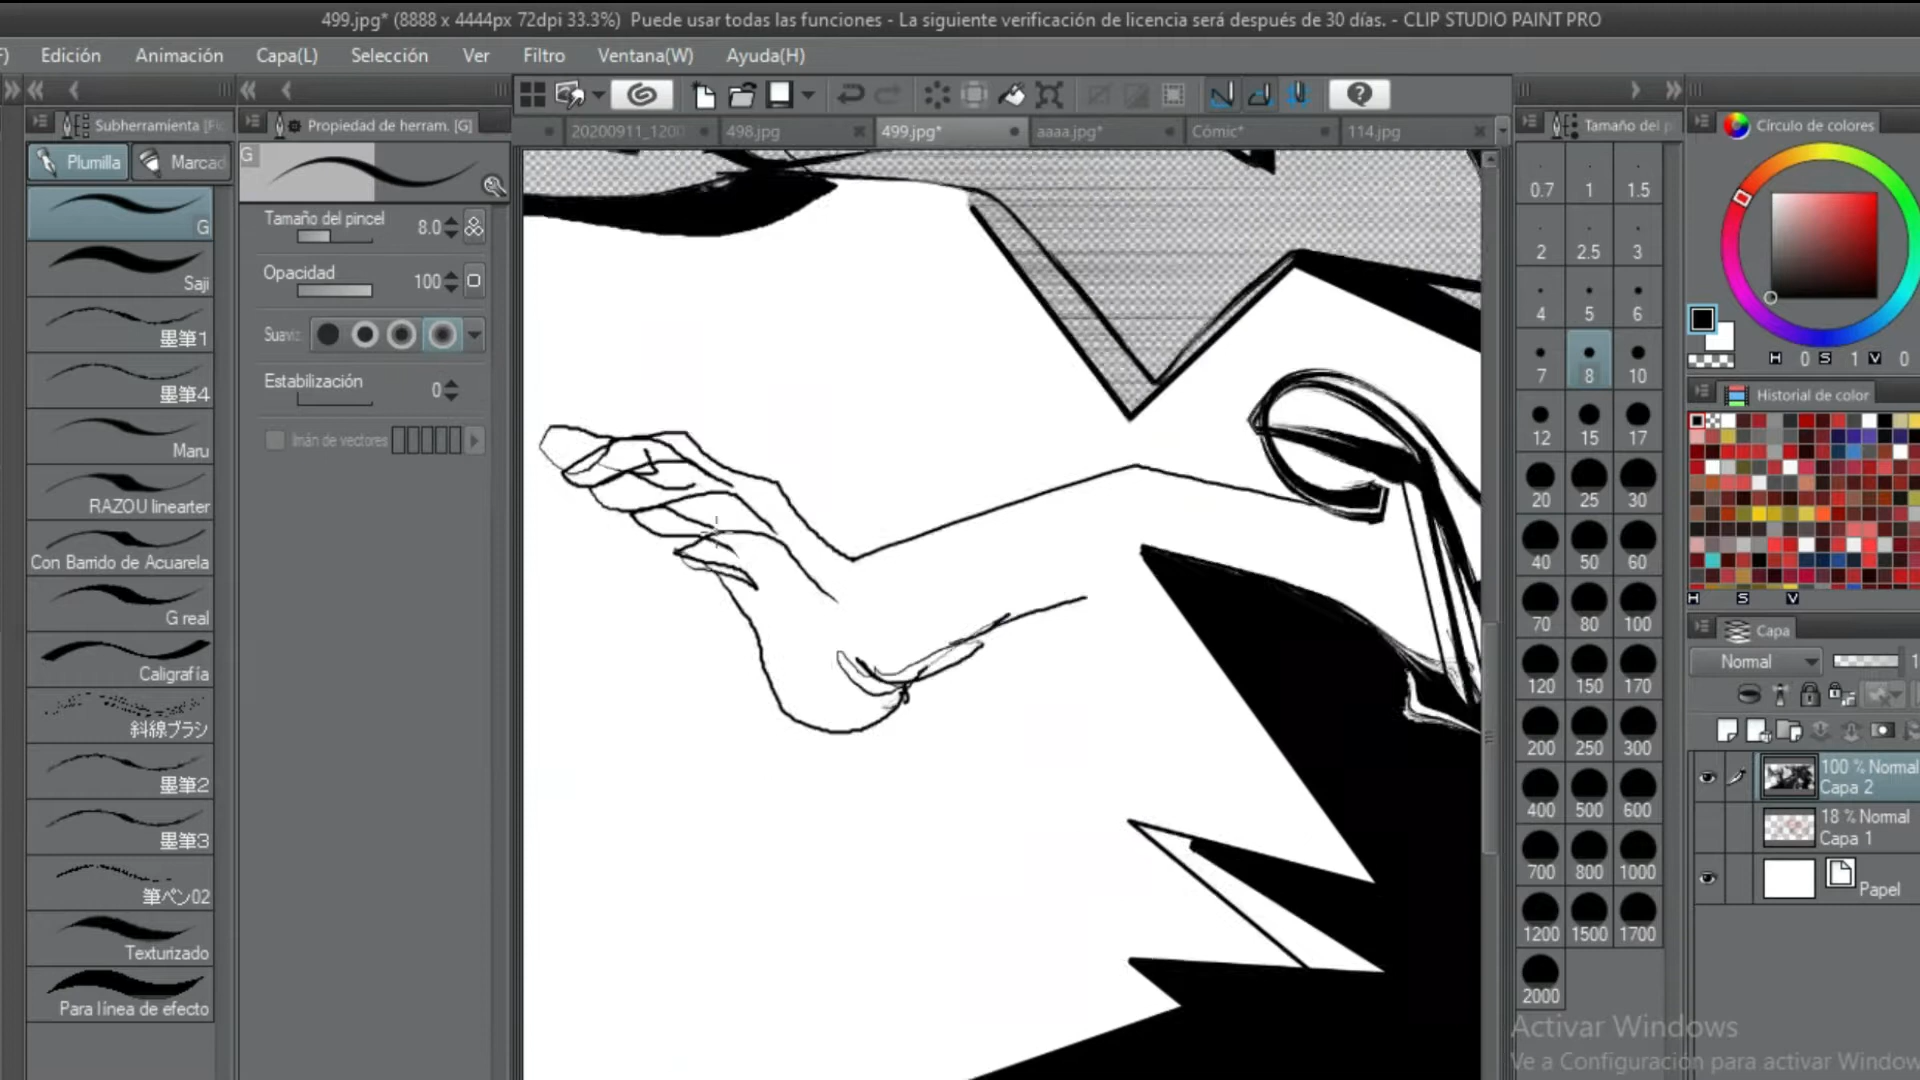 499.jpg* (8888 x 4444px 72dpi 33.3%) Puede usar todas las funciones - La siguiente verificación de licencia será después de 30 días. - CLIP STUDIO PAINT PRO
Edición Animación Capa(L) Selección Ver Filtro Ventana(W) Ayuda(H)
Subherramienta
Propiedad de herram. [G]
20200911_1200
498.jpg
499.jpg*
aaaa.jpg*
Cómic*
114.jpg
Tamaño del p
Círculo de colores
Plumilla
Marcad
G
Saji
墨筆1
墨筆4
Maru
RAZOU linearter
Con Barrido de Acuarela
G real
Caligrafía
斜線ブラシ
墨筆2
墨筆3
筆ペン02
Texturizado
Para línea de efecto
G
Tamaño del pincel 8.0
Opacidad 100
Suaviz
Estabilización 0
Imán de vectores
0.7 1 1.5
2 2.5 3
4 5 6
7 8 10
12 15 17
20 25 30
40 50 60
70 80 100
120 150 170
200 250 300
400 500 600
700 800 1000
1200 1500 1700
2000
H 0 S 1 V 0
Historial de color
H S V
Capa
Normal 1
100 % Normal
Capa 2
18 % Normal
Capa 1
Papel
Activar Windows
Ve a Configuración para activar Window